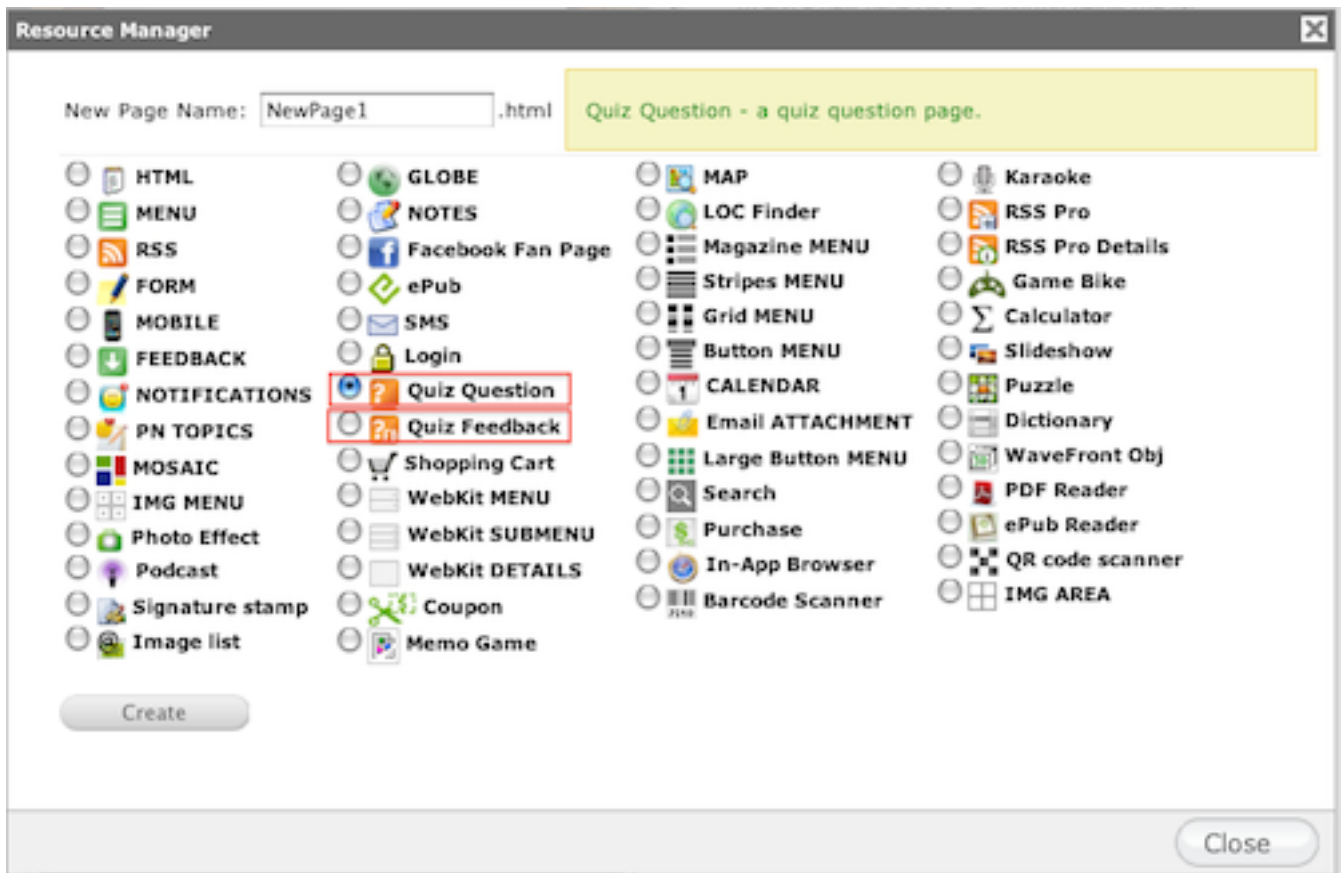 Resource Manager
New Page Name: NewPage1 .html
Quiz Question - a quiz question page.
HTML
MENU
RSS
FORM
MOBILE
FEEDBACK
NOTIFICATIONS
PN TOPICS
MOSAIC
IMG MENU
Photo Effect
Podcast
Signature stamp
Image list
GLOBE
NOTES
Facebook Fan Page
ePub
SMS
Login
Quiz Question
Quiz Feedback
Shopping Cart
WebKit MENU
WebKit SUBMENU
WebKit DETAILS
Coupon
Memo Game
MAP
LOC Finder
Magazine MENU
Stripes MENU
Grid MENU
Button MENU
CALENDAR
Email ATTACHMENT
Large Button MENU
Search
Purchase
In-App Browser
Barcode Scanner
Karaoke
RSS Pro
RSS Pro Details
Game Bike
Calculator
Slideshow
Puzzle
Dictionary
WaveFront Obj
PDF Reader
ePub Reader
QR code scanner
IMG AREA
Create
Close